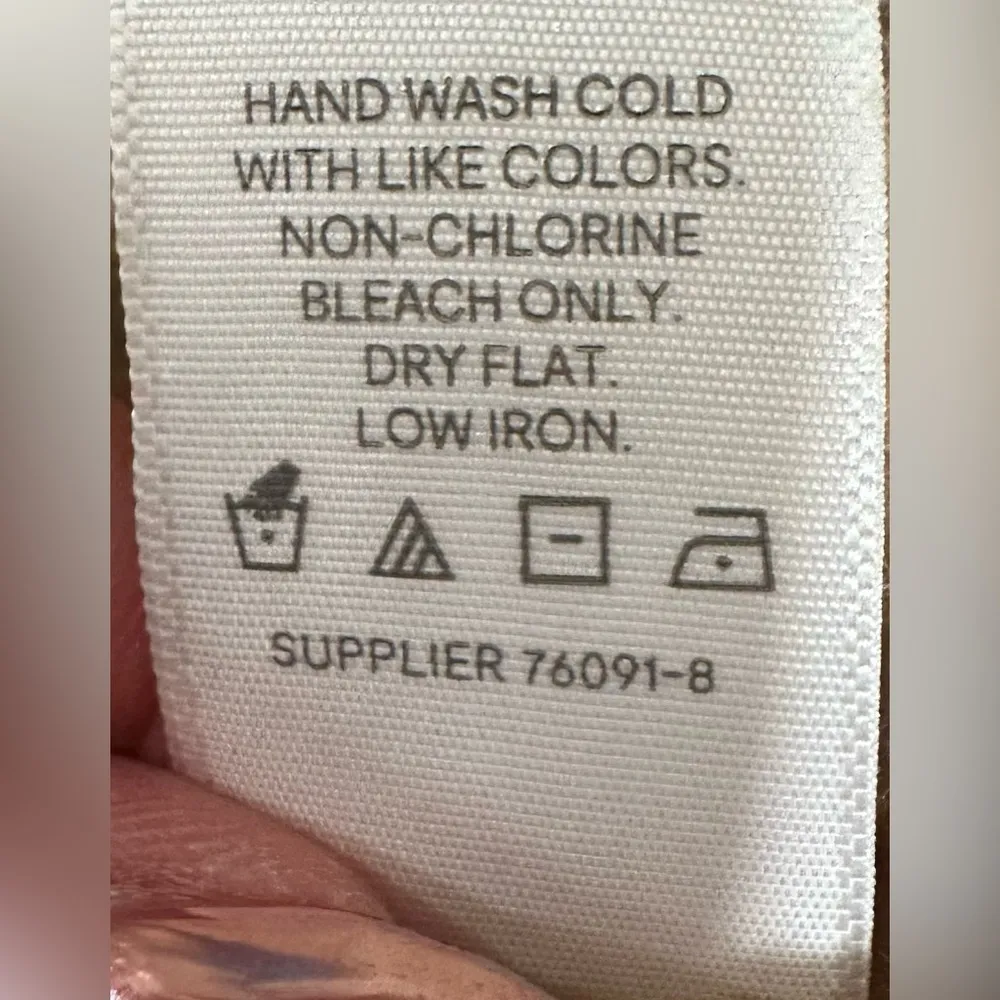 HAND WASH COLD
WITH LIKE COLORS.
NON-CHLORINE
BLEACH ONLY.
DRY FLAT.
LOW IRON.
SUPPLIER 76091-8